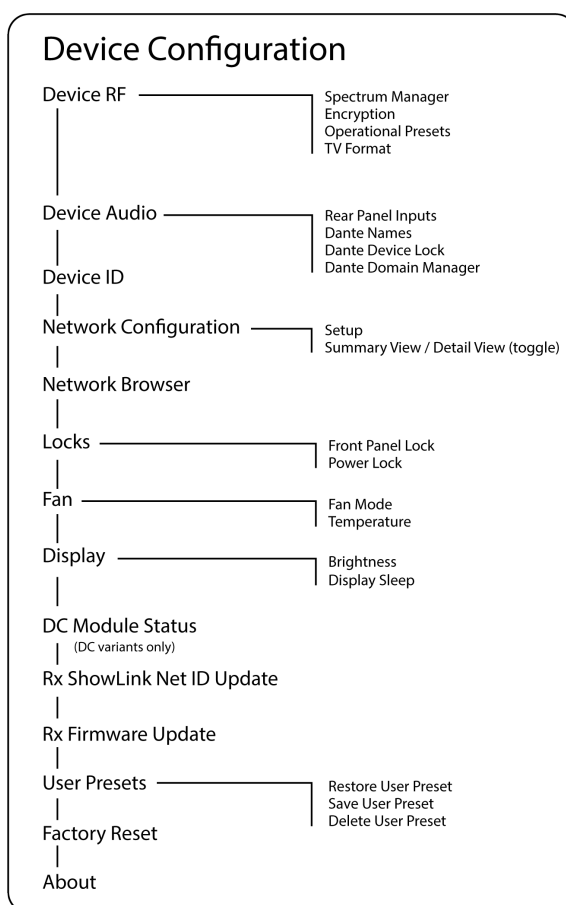 Device Configuration
Device RF
Spectrum Manager
Encryption
Operational Presets
TV Format
Device Audio
Rear Panel Inputs
Dante Names
Dante Device Lock
Dante Domain Manager
Device ID
Network Configuration
Setup
Summary View / Detail View (toggle)
Network Browser
Locks
Front Panel Lock
Power Lock
Fan
Fan Mode
Temperature
Display
Brightness
Display Sleep
DC Module Status
(DC variants only)
Rx ShowLink Net ID Update
Rx Firmware Update
User Presets
Restore User Preset
Save User Preset
Delete User Preset
Factory Reset
About